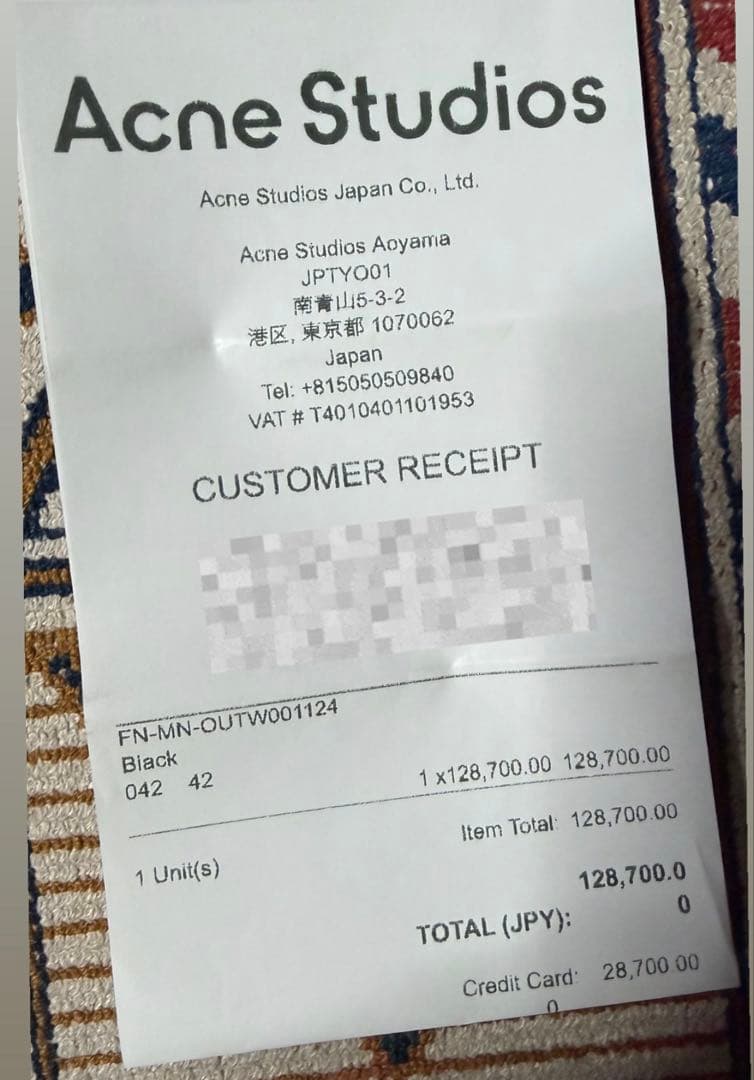 Acne Studios
Acne Studios Japan Co., Ltd.
Acne Studios Aoyama
JPTYO01
南青山5-3-2
港区, 東京都 1070062
Japan
Tel: +815050509840
VAT # T4010401101953
CUSTOMER RECEIPT
FN-MN-OUTW001124
Black
042 42
1 x128,700.00 128,700.00
Item Total: 128,700.00
1 Unit(s)
128,700.0
TOTAL (JPY): 0
Credit Card: 28,700.00
0